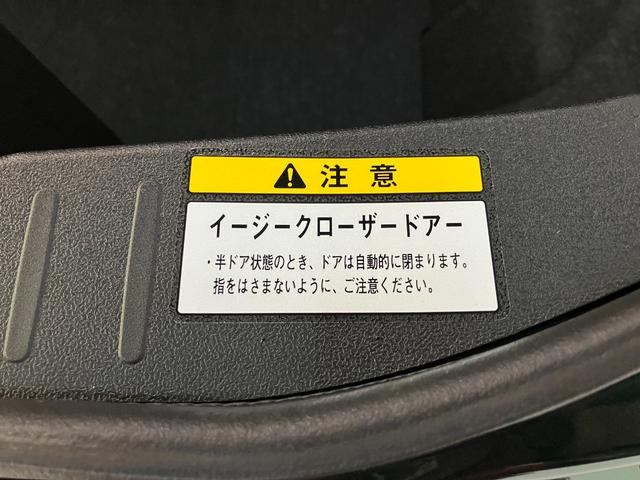 注意
イージークローザードアー
・半ドア状態のとき、ドアは自動的に閉まります。
指をはさまないように、ご注意ください。